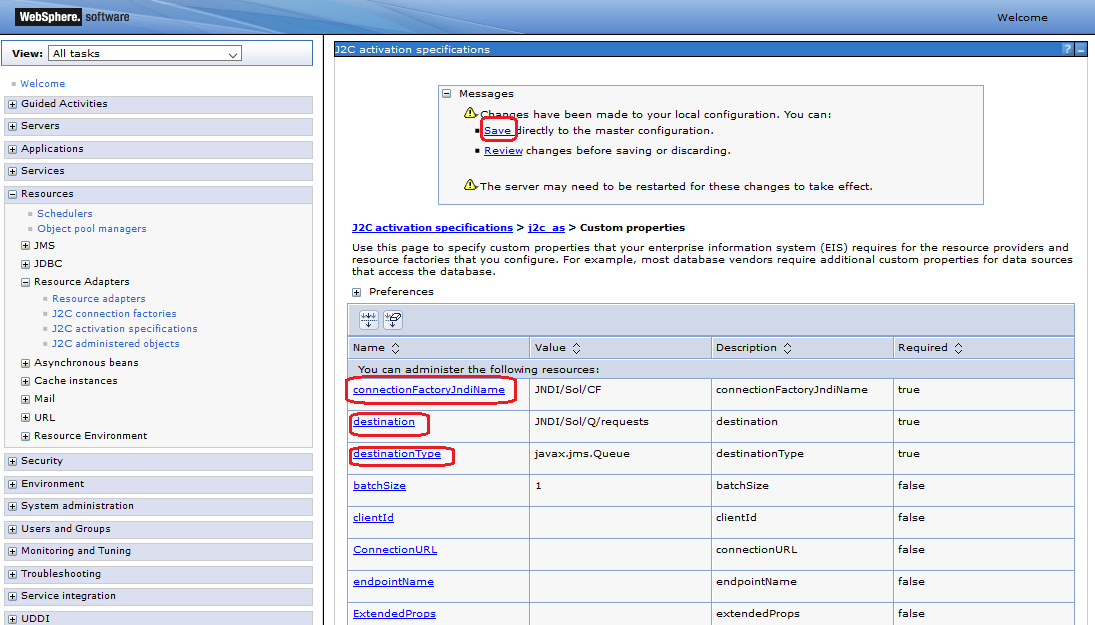 WebSphere. software
Welcome
View: All tasks
Welcome
Guided Activities
Servers
Applications
Services
Resources
Schedulers
Object pool managers
JMS
JDBC
Resource Adapters
Resource adapters
J2C connection factories
J2C activation specifications
J2C administered objects
Asynchronous beans
Cache instances
Mail
URL
Resource Environment
Security
Environment
System administration
Users and Groups
Monitoring and Tuning
Troubleshooting
Service integration
UDDI
J2C activation specifications
? _
Messages
Changes have been made to your local configuration. You can:
Save directly to the master configuration.
Review changes before saving or discarding.
The server may need to be restarted for these changes to take effect.
J2C activation specifications > j2c_as > Custom properties
Use this page to specify custom properties that your enterprise information system (EIS) requires for the resource providers and
resource factories that you configure. For example, most database vendors require additional custom properties for data sources
that access the database.
Preferences
Name Value Description Required
You can administer the following resources:
connectionFactoryJndiName JNDI/Sol/CF connectionFactoryJndiName true
destination JNDI/Sol/Q/requests destination true
destinationType javax.jms.Queue destinationType true
batchSize 1 batchSize false
clientId clientId false
ConnectionURL connectionURL false
endpointName endpointName false
ExtendedProps extendedProps false